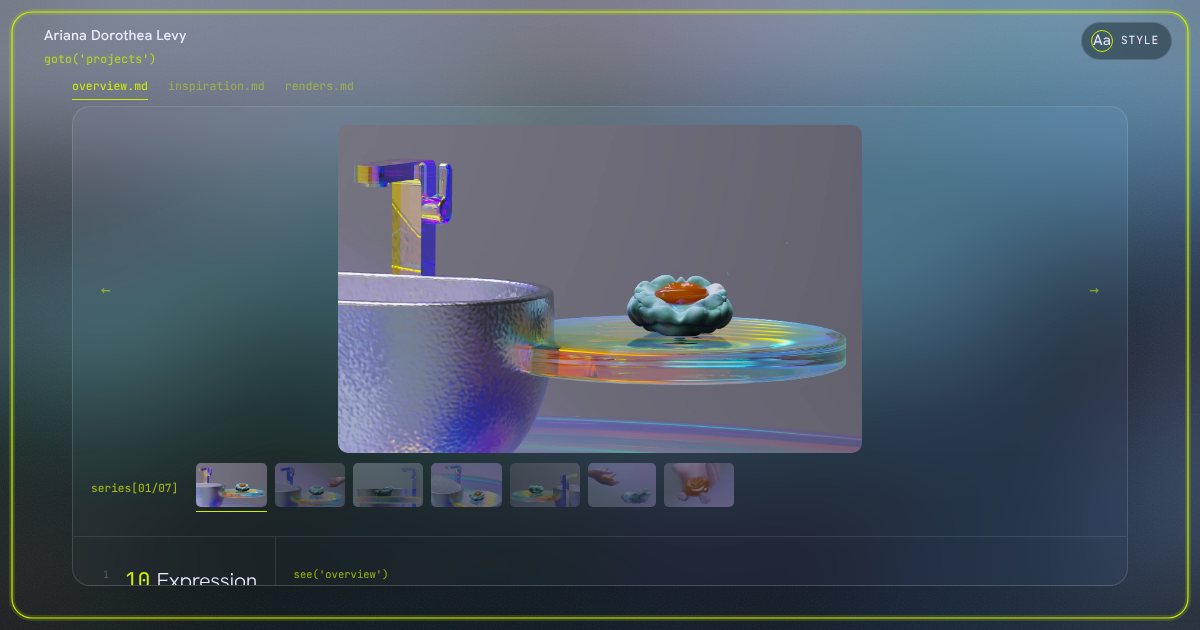 Ariana Dorothea Levy
Aa STYLE
goto('projects')
overview.md inspiration.md renders.md
← →
series[01/07]
1 10 Expression see('overview')